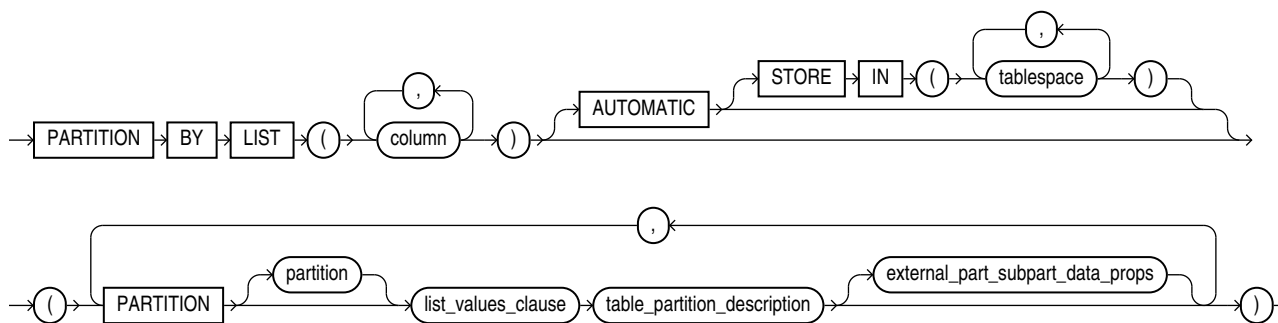 ,
STORE IN ( tablespace )
, AUTOMATIC
PARTITION BY LIST ( column )
,
partition external_part_subpart_data_props
( PARTITION list_values_clause table_partition_description )